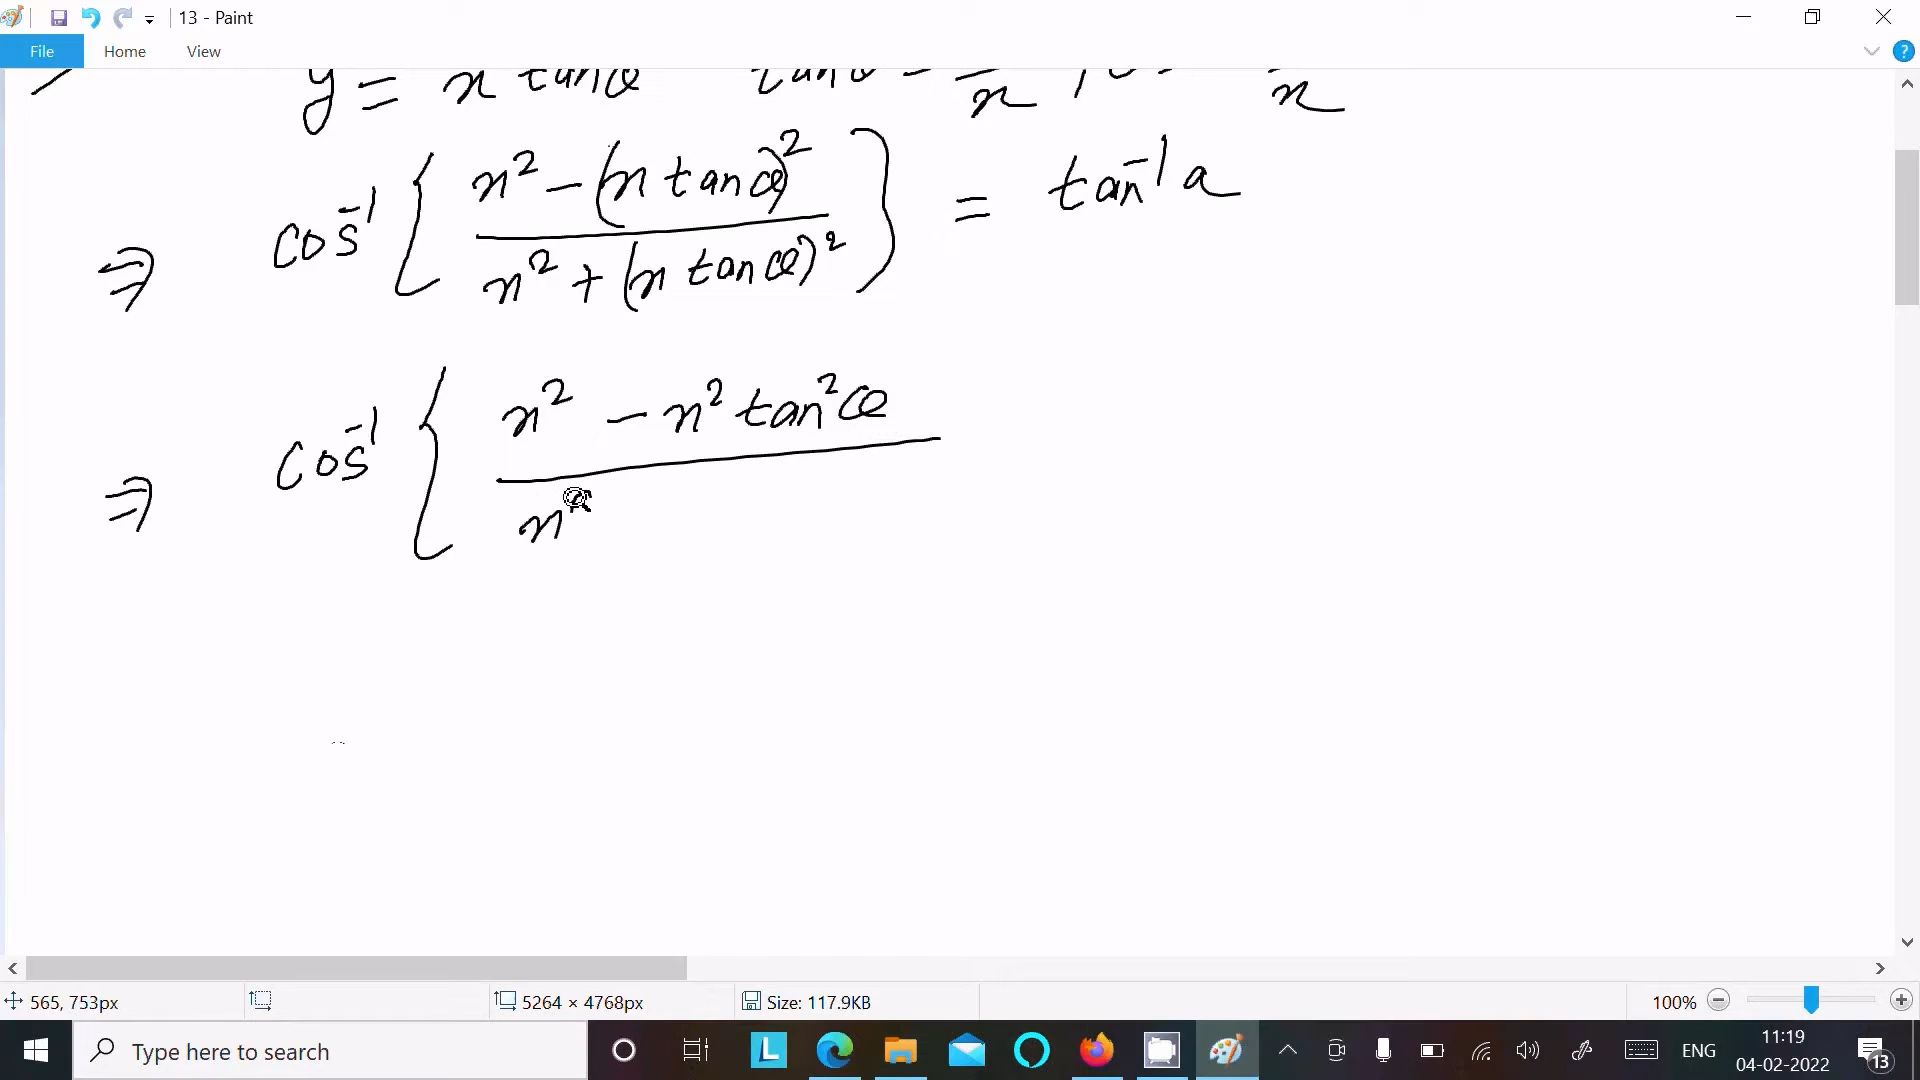 13 - Paint
File Home View
y = x tanθ tanθ = — x , θ = — x
⇒ cos⁻¹ { x² - (x tanθ)² / x² + (x tanθ)² } = tan⁻¹ a
⇒ cos⁻¹ { x² - x² tan²θ / x²
565, 753px 5264 × 4768px Size: 117.9KB 100%
Type here to search
L
ENG
11:19
04-02-2022
13